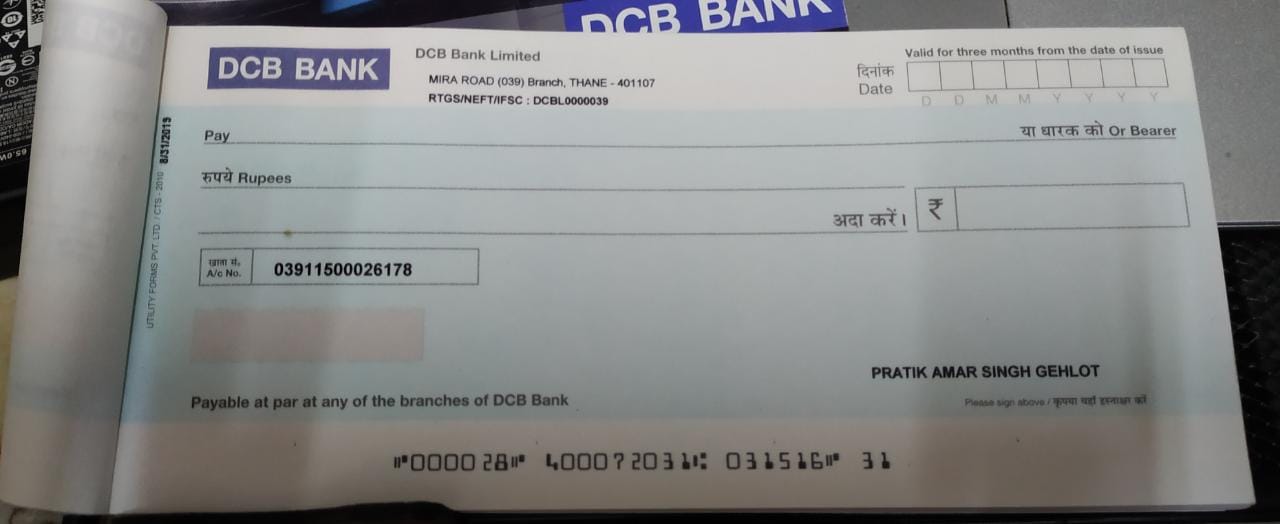 DCB BANK
DCB BANK
DCB Bank Limited
MIRA ROAD (039) Branch, THANE - 401107
RTGS/NEFT/IFSC : DCBL0000039
Valid for three months from the date of issue
दिनांक
Date
D D M M Y Y Y Y
Pay
या धारक को Or Bearer
रुपये Rupees
अदा करें।
₹
खाता सं.
A/c No.
03911500026178
UTILITY FORMS PVT. LTD. / CTS - 2010 8/31/2019
PRATIK AMAR SINGH GEHLOT
Payable at par at any of the branches of DCB Bank
Please sign above / कृपया यहाँ हस्ताक्षर करें
⑈000028⑈ 400072031⑆ 031516⑈ 31
65.0W